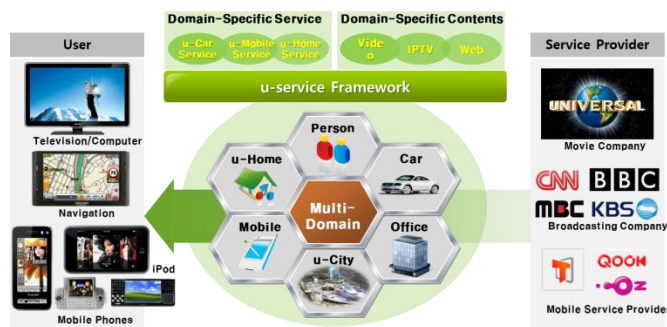 User
Television/Computer
Navigation
iPod
Mobile Phones
Domain-Specific Service
u-Car
Service
u-Mobile
Service
u-Home
Service
Domain-Specific Contents
Vide
o
IPTV
Web
u-service Framework
Person
u-Home
Car
Multi-
Domain
Mobile
Office
u-City
Service Provider
UNIVERSAL
Movie Company
CNN BBC
MBC KBS
Broadcasting Company
T
QOOK
OZ
Mobile Service Provider